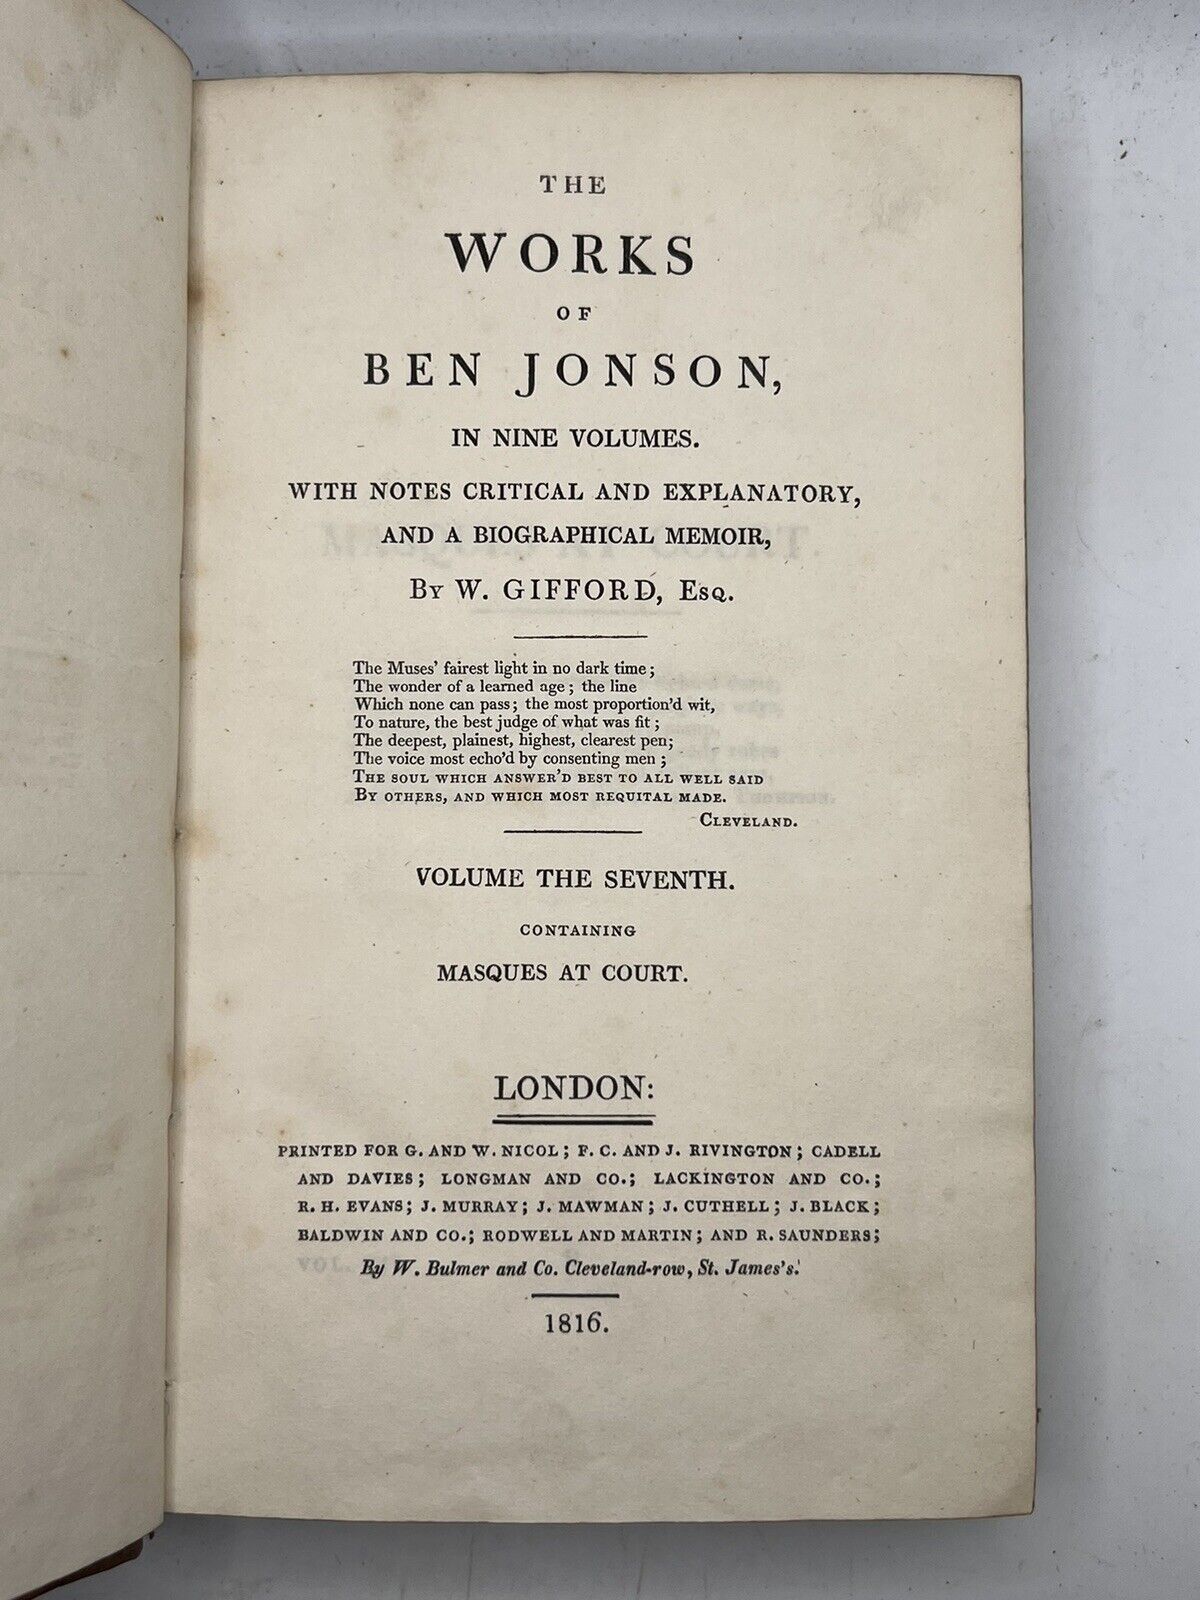 THE
WORKS
OF
BEN JONSON,
IN NINE VOLUMES.
WITH NOTES CRITICAL AND EXPLANATORY,
AND A BIOGRAPHICAL MEMOIR,
BY W. GIFFORD, ESQ.
The Muses' fairest light in no dark time;
The wonder of a learned age; the line
Which none can pass; the most proportion'd wit,
To nature, the best judge of what was fit;
The deepest, plainest, highest, clearest pen;
The voice most echo'd by consenting men;
THE SOUL WHICH ANSWER'D BEST TO ALL WELL SAID
BY OTHERS, AND WHICH MOST REQUITAL MADE.
CLEVELAND.
VOLUME THE SEVENTH.
CONTAINING
MASQUES AT COURT.
LONDON:
PRINTED FOR G. AND W. NICOL; F. C. AND J. RIVINGTON; CADELL
AND DAVIES; LONGMAN AND CO.; LACKINGTON AND CO.;
R. H. EVANS; J. MURRAY; J. MAWMAN; J. CUTHELL; J. BLACK;
BALDWIN AND CO.; RODWELL AND MARTIN; AND R. SAUNDERS;
By W. Bulmer and Co. Cleveland-row, St. James's.
1816.